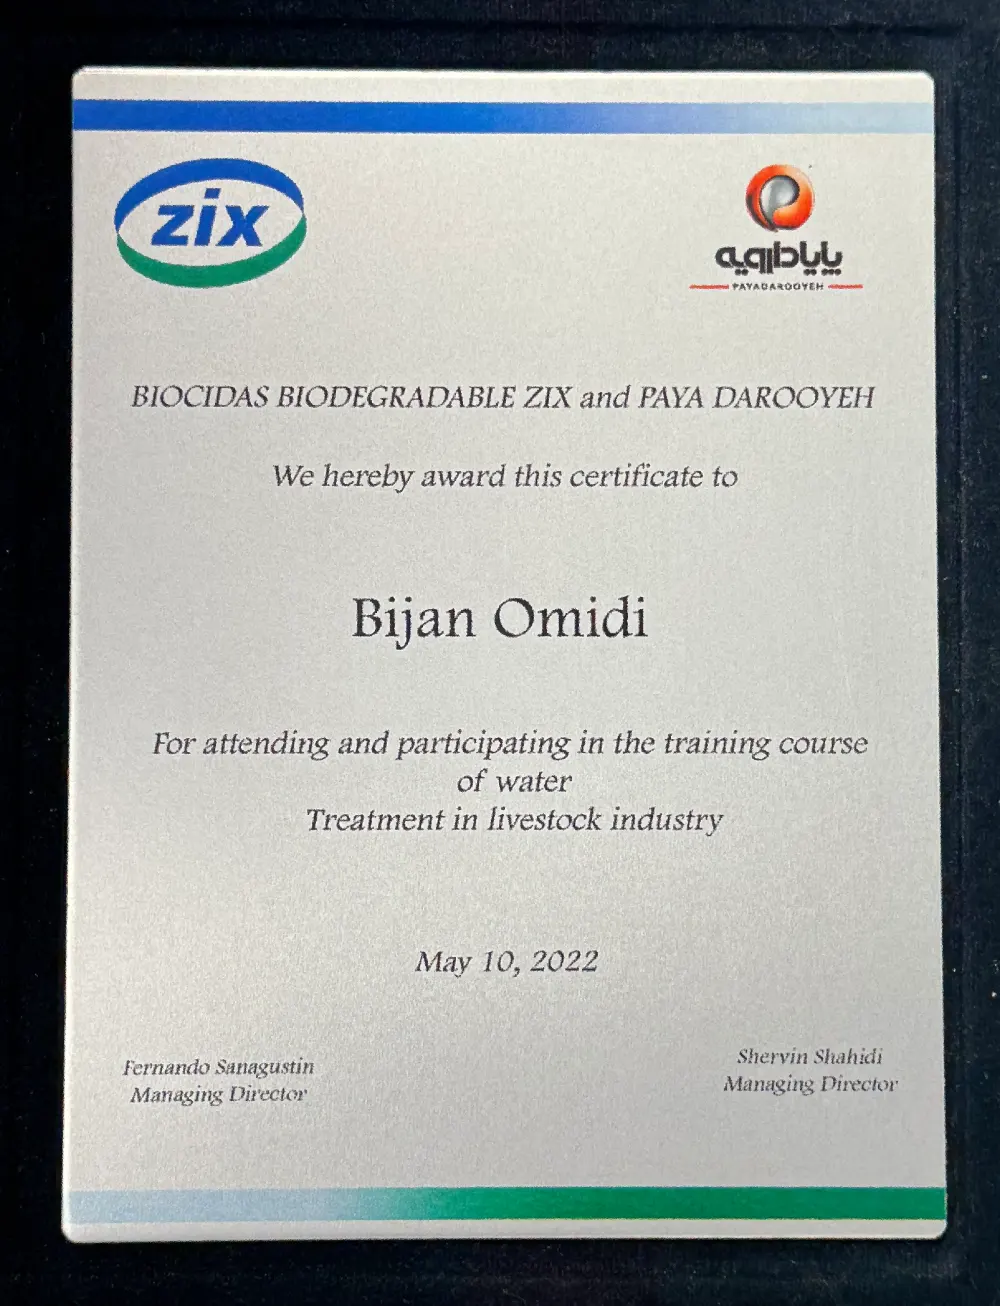 zix
پایادارویه
PAYADAROOYEH
BIOCIDAS BIODEGRADABLE ZIX and PAYA DAROOYEH
We hereby award this certificate to
Bijan Omidi
For attending and participating in the training course
of water
Treatment in livestock industry
May 10, 2022
Fernando Sanagustin
Managing Director
Shervin Shahidi
Managing Director